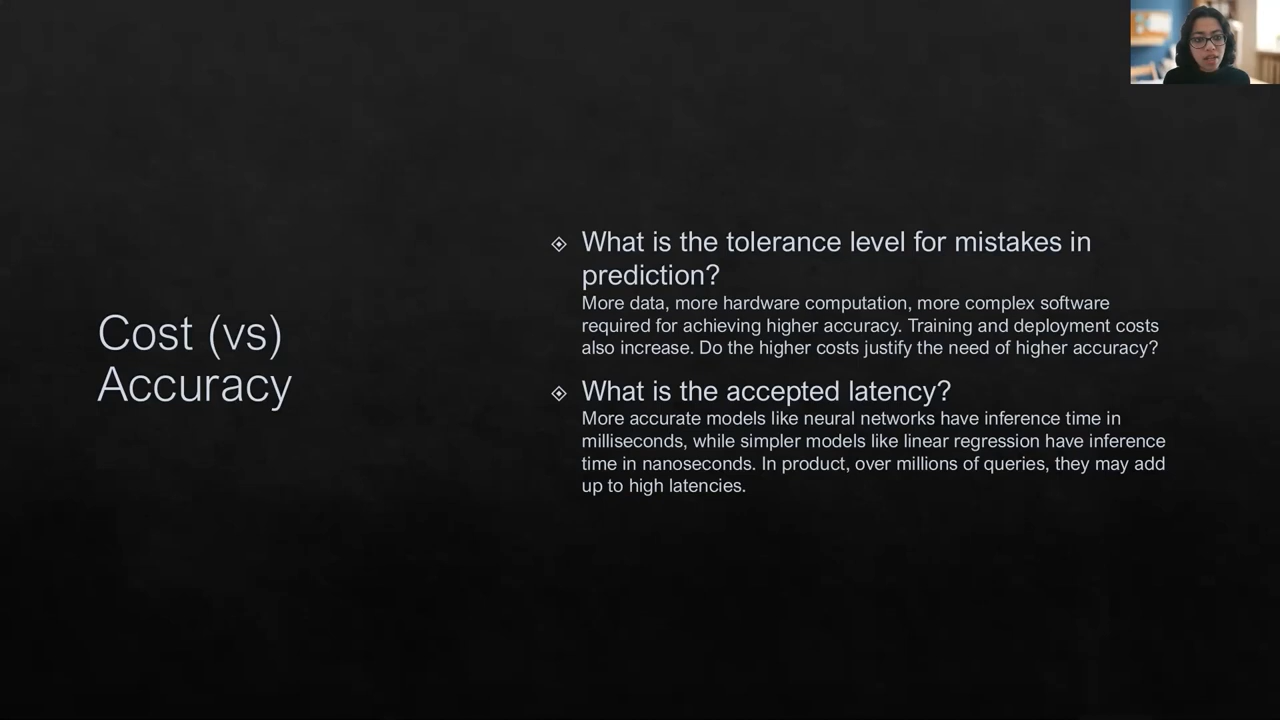 Cost (vs)
Accuracy
What is the tolerance level for mistakes in
prediction?
More data, more hardware computation, more complex software
required for achieving higher accuracy. Training and deployment costs
also increase. Do the higher costs justify the need of higher accuracy?
What is the accepted latency?
More accurate models like neural networks have inference time in
milliseconds, while simpler models like linear regression have inference
time in nanoseconds. In product, over millions of queries, they may add
up to high latencies.